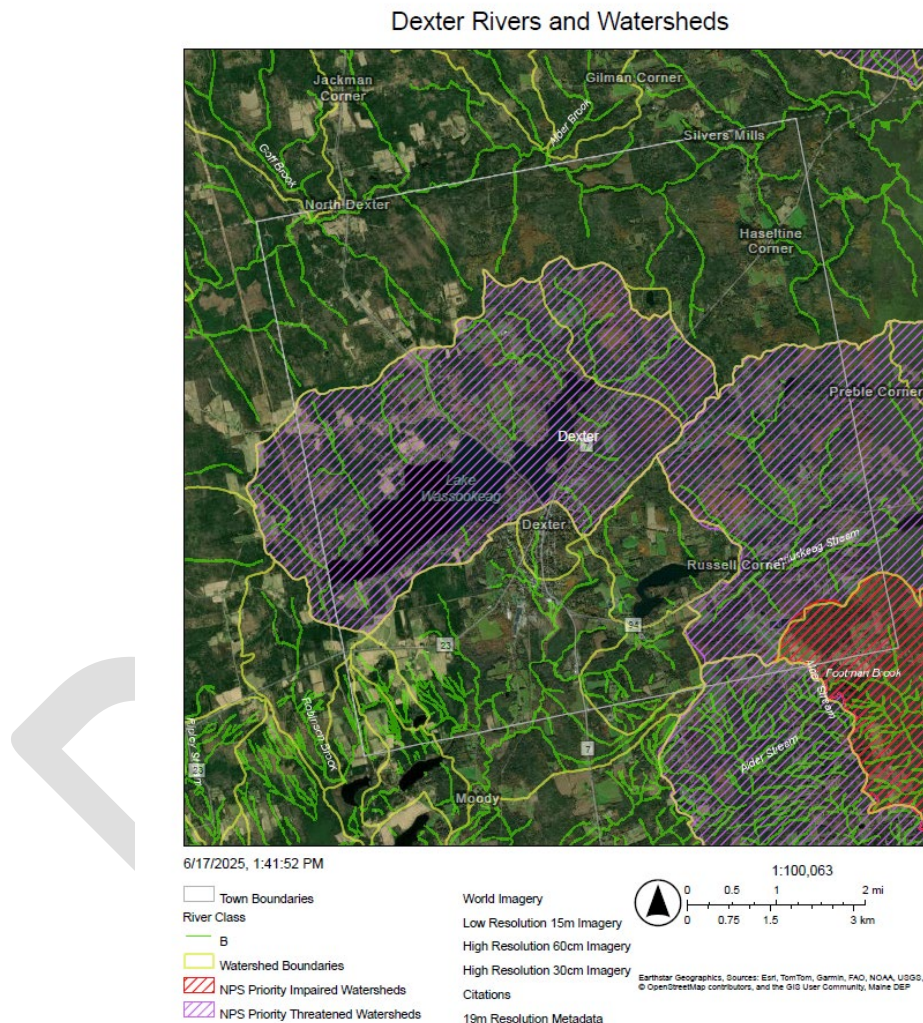 Dexter Rivers and Watersheds
Jackman
Corner
Gilman Corner
Alder Brook
Silvers Mills
Goff Brook
North Dexter
Haseltine
Corner
Preble Corner
Dexter
7
Lake
Wassookeag
Dexter
Stream
Russell Corner
94
23
Footman Brook
Alder Stream
Robinson Brook
Ripley Stream
Alder Stream
7
Moody
6/17/2025, 1:41:52 PM
1:100,063
0 0.5 1 2 mi
0 0.75 1.5 3 km
Town Boundaries
River Class
B
Watershed Boundaries
NPS Priority Impaired Watersheds
NPS Priority Threatened Watersheds
World Imagery
Low Resolution 15m Imagery
High Resolution 60cm Imagery
High Resolution 30cm Imagery
Citations
19m Resolution Metadata
Earthstar Geographics, Sources: Esri, TomTom, Garmin, FAO, NOAA, USGS,
© OpenStreetMap contributors, and the GIS User Community, Maine DEP